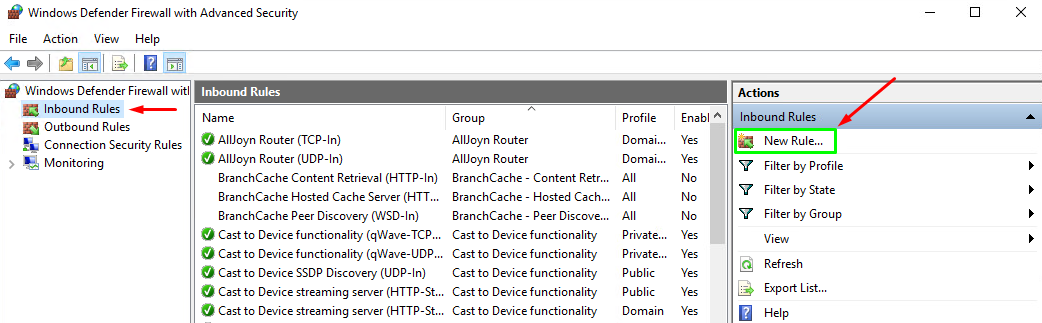 Windows Defender Firewall with Advanced Security
File Action View Help
Windows Defender Firewall wit
Inbound Rules
Outbound Rules
Connection Security Rules
Monitoring
Inbound Rules
Name Group Profile Enabl
AllJoyn Router (TCP-In) AllJoyn Router Domai... Yes
AllJoyn Router (UDP-In) AllJoyn Router Domai... Yes
BranchCache Content Retrieval (HTTP-In) BranchCache - Content Retr... All No
BranchCache Hosted Cache Server (HTT... BranchCache - Hosted Cach... All No
BranchCache Peer Discovery (WSD-In) BranchCache - Peer Discove... All No
Cast to Device functionality (qWave-TCP... Cast to Device functionality Private... Yes
Cast to Device functionality (qWave-UDP... Cast to Device functionality Private... Yes
Cast to Device SSDP Discovery (UDP-In) Cast to Device functionality Public Yes
Cast to Device streaming server (HTTP-St... Cast to Device functionality Public Yes
Cast to Device streaming server (HTTP-St... Cast to Device functionality Domain Yes
Actions
Inbound Rules
New Rule...
Filter by Profile
Filter by State
Filter by Group
View
Refresh
Export List...
Help